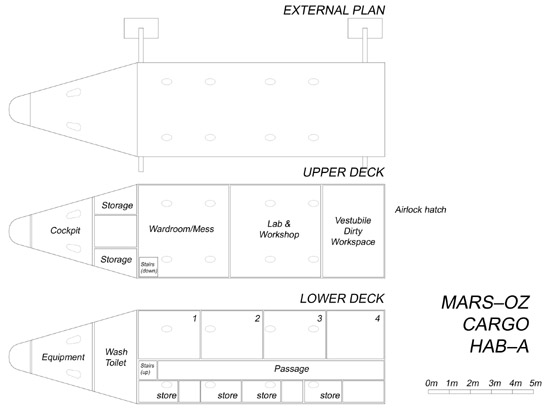 EXTERNAL PLAN
UPPER DECK
Storage
Cockpit
Wardroom/Mess
Lab &
Workshop
Vestubile
Dirty
Workspace
Airlock hatch
Storage
Stairs
(down)
LOWER DECK
1
2
3
4
Equipment
Wash
Toilet
Stairs
(up)
Passage
store
store
store
store
MARS–OZ
CARGO
HAB–A
0m 1m 2m 3m 4m 5m